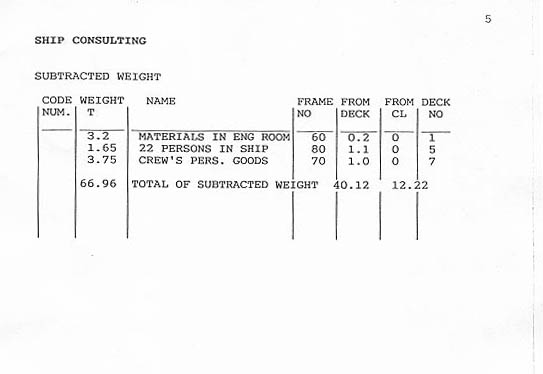 5
SHIP CONSULTING
SUBTRACTED WEIGHT
CODE WEIGHT NAME FRAME FROM FROM DECK
NUM. T NO DECK CL NO
3.2 MATERIALS IN ENG ROOM 60 0.2 0 1
1.65 22 PERSONS IN SHIP 80 1.1 0 5
3.75 CREW'S PERS. GOODS 70 1.0 0 7
66.96 TOTAL OF SUBTRACTED WEIGHT 40.12 12.22